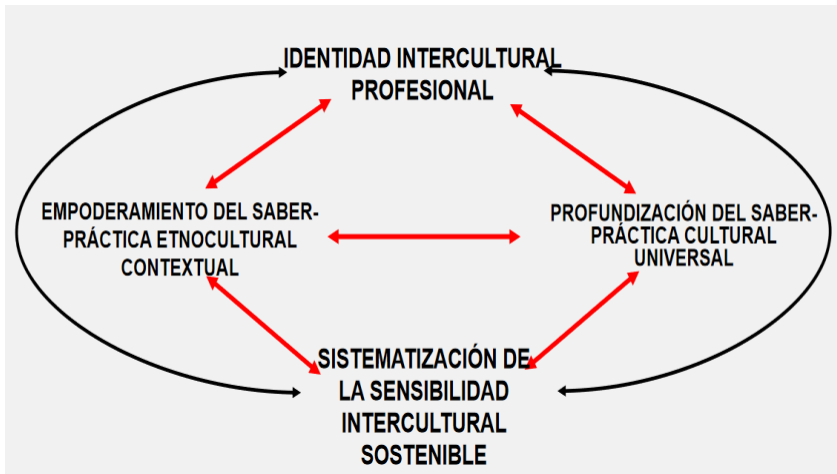 IDENTIDAD INTERCULTURAL
PROFESIONAL
EMPODERAMIENTO DEL SABER-
PRÁCTICA ETNOCULTURAL
CONTEXTUAL
PROFUNDIZACIÓN DEL SABER-
PRÁCTICA CULTURAL
UNIVERSAL
SISTEMATIZACIÓN DE
LA SENSIBILIDAD
INTERCULTURAL
SOSTENIBLE